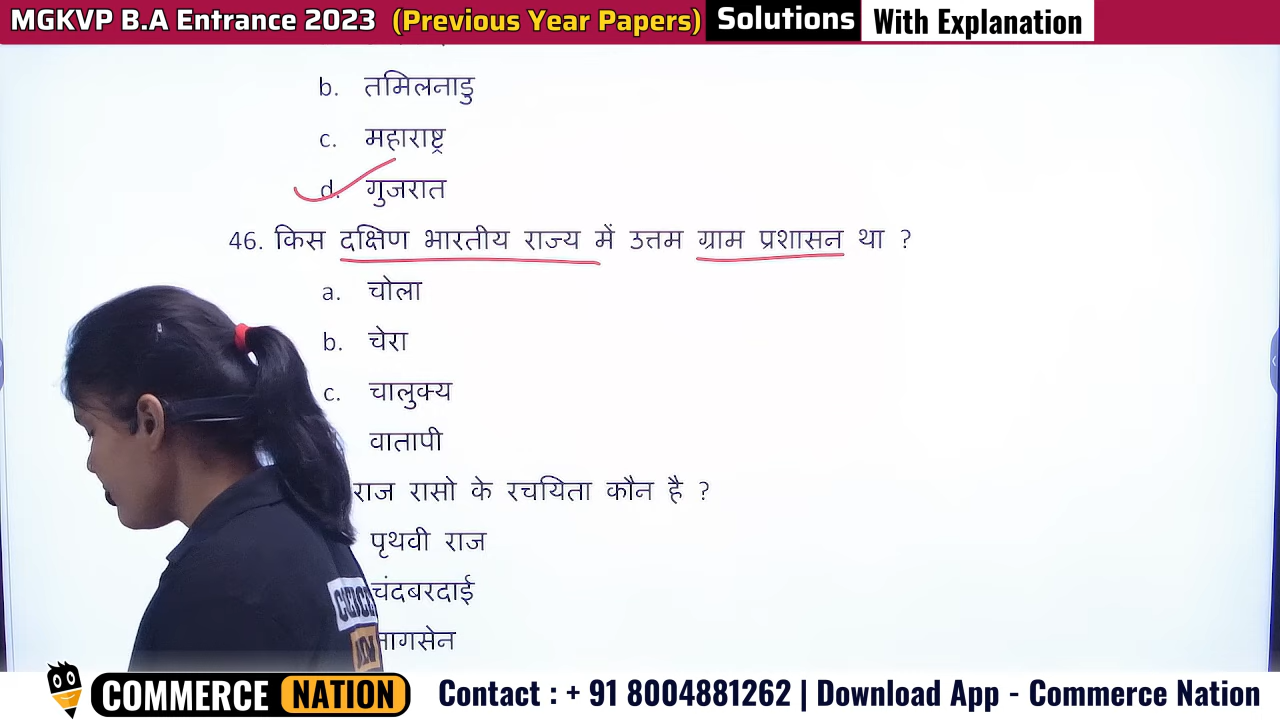 MGKVP B.A Entrance 2023 (Previous Year Papers) Solutions With Explanation
b. तमिलनाडु
c. महाराष्ट्र
d. गुजरात
46. किस दक्षिण भारतीय राज्य में उत्तम ग्राम प्रशासन था ?
a. चोला
b. चेरा
c. चालुक्य
वातापी
राज रासो के रचयिता कौन है ?
पृथवी राज
चंदबरदाई
नागसेन
COMMERCE NATION Contact : + 91 8004881262 | Download App - Commerce Nation